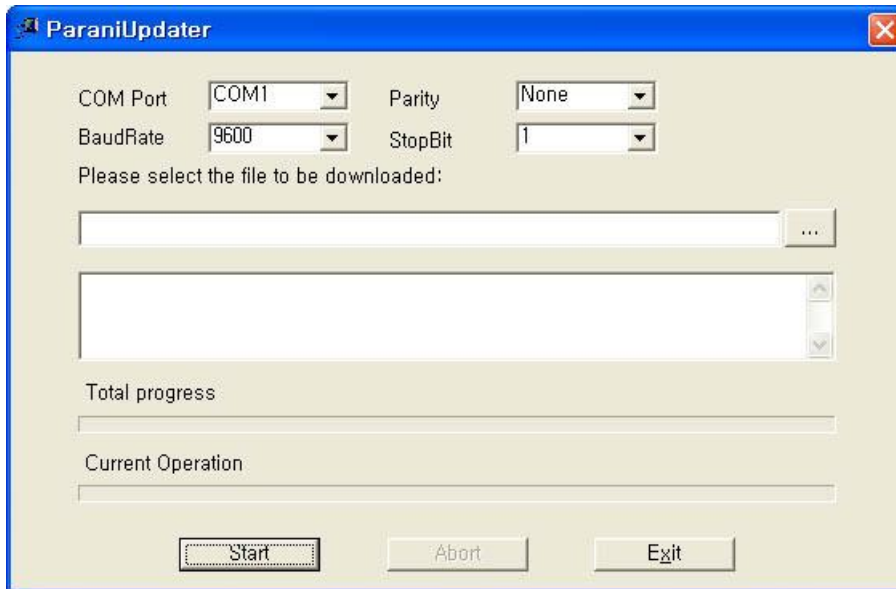 ParaniUpdater
COM Port COM1 Parity None
BaudRate 9600 StopBit 1
Please select the file to be downloaded:
...
Total progress
Current Operation
Start Abort Exit